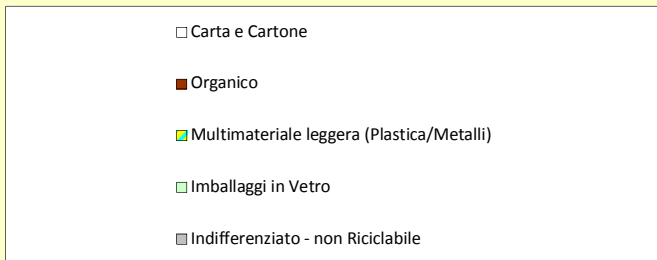 Carta e Cartone
Organico
Multimateriale leggera (Plastica/Metalli)
Imballaggi in Vetro
Indifferenziato - non Riciclabile